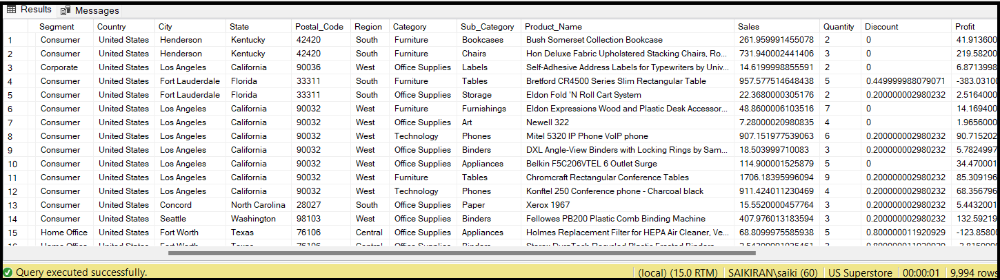 Results Messages
Segment Country City State Postal_Code Region Category Sub_Category Product_Name Sales Quantity Discount Profit
1 Consumer United States Henderson Kentucky 42420 South Furniture Bookcases Bush Somerset Collection Bookcase 261.959991455078 2 0 41.913600
2 Consumer United States Henderson Kentucky 42420 South Furniture Chairs Hon Deluxe Fabric Upholstered Stacking Chairs, Ro... 731.940002441406 3 0 219.58200
3 Corporate United States Los Angeles California 90036 West Office Supplies Labels Self-Adhesive Address Labels for Typewriters by Univ... 14.6199998855591 2 0 6.8713998
4 Consumer United States Fort Lauderdale Florida 33311 South Furniture Tables Bretford CR4500 Series Slim Rectangular Table 957.577514648438 5 0.449999988079071 -383.03100
5 Consumer United States Fort Lauderdale Florida 33311 South Office Supplies Storage Eldon Fold 'N Roll Cart System 22.3680000305176 2 0.200000002980232 2.5164000
6 Consumer United States Los Angeles California 90032 West Furniture Furnishings Eldon Expressions Wood and Plastic Desk Accessor... 48.8600006103516 7 0 14.169400
7 Consumer United States Los Angeles California 90032 West Office Supplies Art Newell 322 7.28000020980835 4 0 1.9656000
8 Consumer United States Los Angeles California 90032 West Technology Phones Mitel 5320 IP Phone VoIP phone 907.151977539063 6 0.200000002980232 90.715202
9 Consumer United States Los Angeles California 90032 West Office Supplies Binders DXL Angle-View Binders with Locking Rings by Sam... 18.503999710083 3 0.200000002980232 5.7824997
10 Consumer United States Los Angeles California 90032 West Office Supplies Appliances Belkin F5C206VTEL 6 Outlet Surge 114.900001525879 5 0 34.470001
11 Consumer United States Los Angeles California 90032 West Furniture Tables Chromcraft Rectangular Conference Tables 1706.18395996094 9 0.200000002980232 85.309196
12 Consumer United States Los Angeles California 90032 West Technology Phones Konftel 250 Conference phone - Charcoal black 911.424011230469 4 0.200000002980232 68.356796
13 Consumer United States Concord North Carolina 28027 South Office Supplies Paper Xerox 1967 15.5520000457764 3 0.200000002980232 5.4432001
14 Consumer United States Seattle Washington 98103 West Office Supplies Binders Fellowes PB200 Plastic Comb Binding Machine 407.976013183594 3 0.200000002980232 132.59219
15 Home Office United States Fort Worth Texas 76106 Central Office Supplies Appliances Holmes Replacement Filter for HEPA Air Cleaner, Ve... 68.8099975585938 5 0.800000011920929 -123.85800
Query executed successfully. (local) (15.0 RTM) SAIKIRAN\saiki (60) US Superstore 00:00:01 9,994 rows